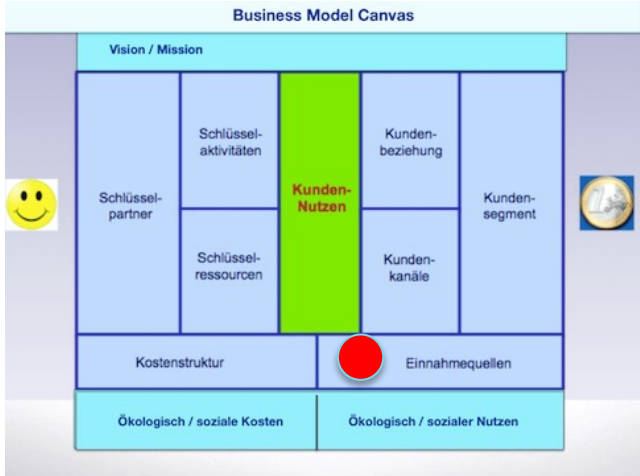 Business Model Canvas
Vision / Mission
Schlüssel-
partner
Schlüssel-
aktivitäten
Schlüssel-
ressourcen
Kunden-
Nutzen
Kunden-
beziehung
Kunden-
kanäle
Kunden-
segment
Kostenstruktur
Einnahmequellen
Ökologisch / soziale Kosten
Ökologisch / sozialer Nutzen
1